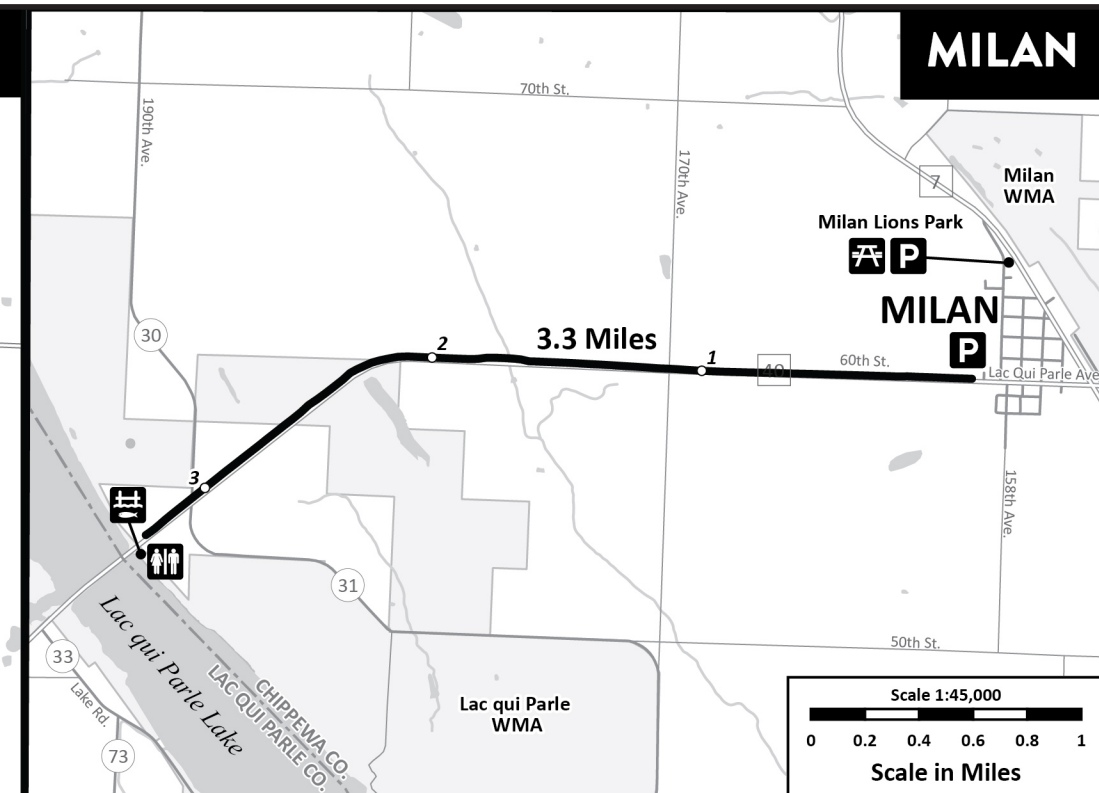 MILAN
70th St.
190th Ave.
170th Ave.
7
Milan
WMA
Milan Lions Park
P
MILAN
P
30
2
3.3 Miles
1
40
60th St.
Lac Qui Parle Ave
3
158th Ave.
31
50th St.
33
Lake Rd.
73
Lac qui Parle Lake
CHIPPEWA CO.
LAC QUI PARLE CO.
Lac qui Parle
WMA
Scale 1:45,000
0 0.2 0.4 0.6 0.8 1
Scale in Miles